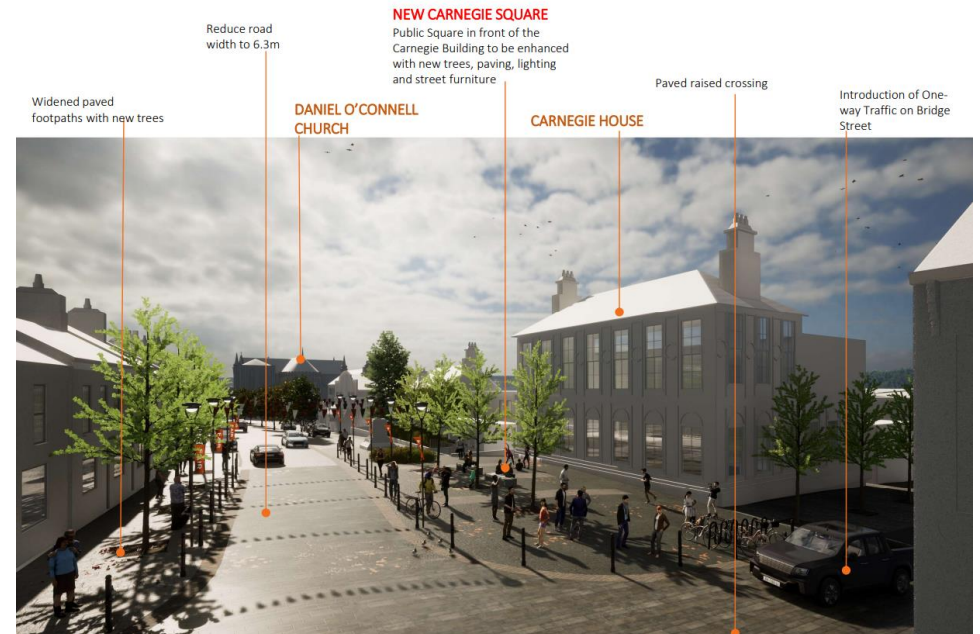 NEW CARNEGIE SQUARE
Public Square in front of the
Carnegie Building to be enhanced
with new trees, paving, lighting
and street furniture
Reduce road
width to 6.3m
Paved raised crossing
Introduction of One-
way Traffic on Bridge
Street
Widened paved
footpaths with new trees
DANIEL O’CONNELL
CHURCH
CARNEGIE HOUSE